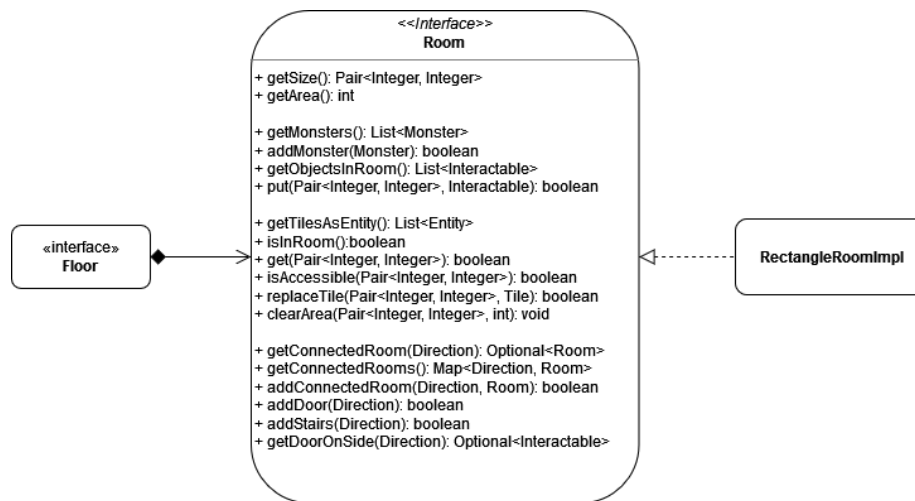 <<Interface>>
Room
+ getSize(): Pair<Integer, Integer>
+ getArea(): int
+ getMonsters(): List<Monster>
+ addMonster(Monster): boolean
+ getObjectsInRoom(): List<Interactable>
+ put(Pair<Integer, Integer>, Interactable): boolean
+ getTilesAsEntity(): List<Entity>
+ isInRoom():boolean
+ get(Pair<Integer, Integer>): boolean
+ isAccessible(Pair<Integer, Integer>): boolean
+ replaceTile(Pair<Integer, Integer>, Tile): boolean
+ clearArea(Pair<Integer, Integer>, int): void
+ getConnectedRoom(Direction): Optional<Room>
+ getConnectedRooms(): Map<Direction, Room>
+ addConnectedRoom(Direction, Room): boolean
+ addDoor(Direction): boolean
+ addStairs(Direction): boolean
+ getDoorOnSide(Direction): Optional<Interactable>
«interface»
Floor
RectangleRoomImpl